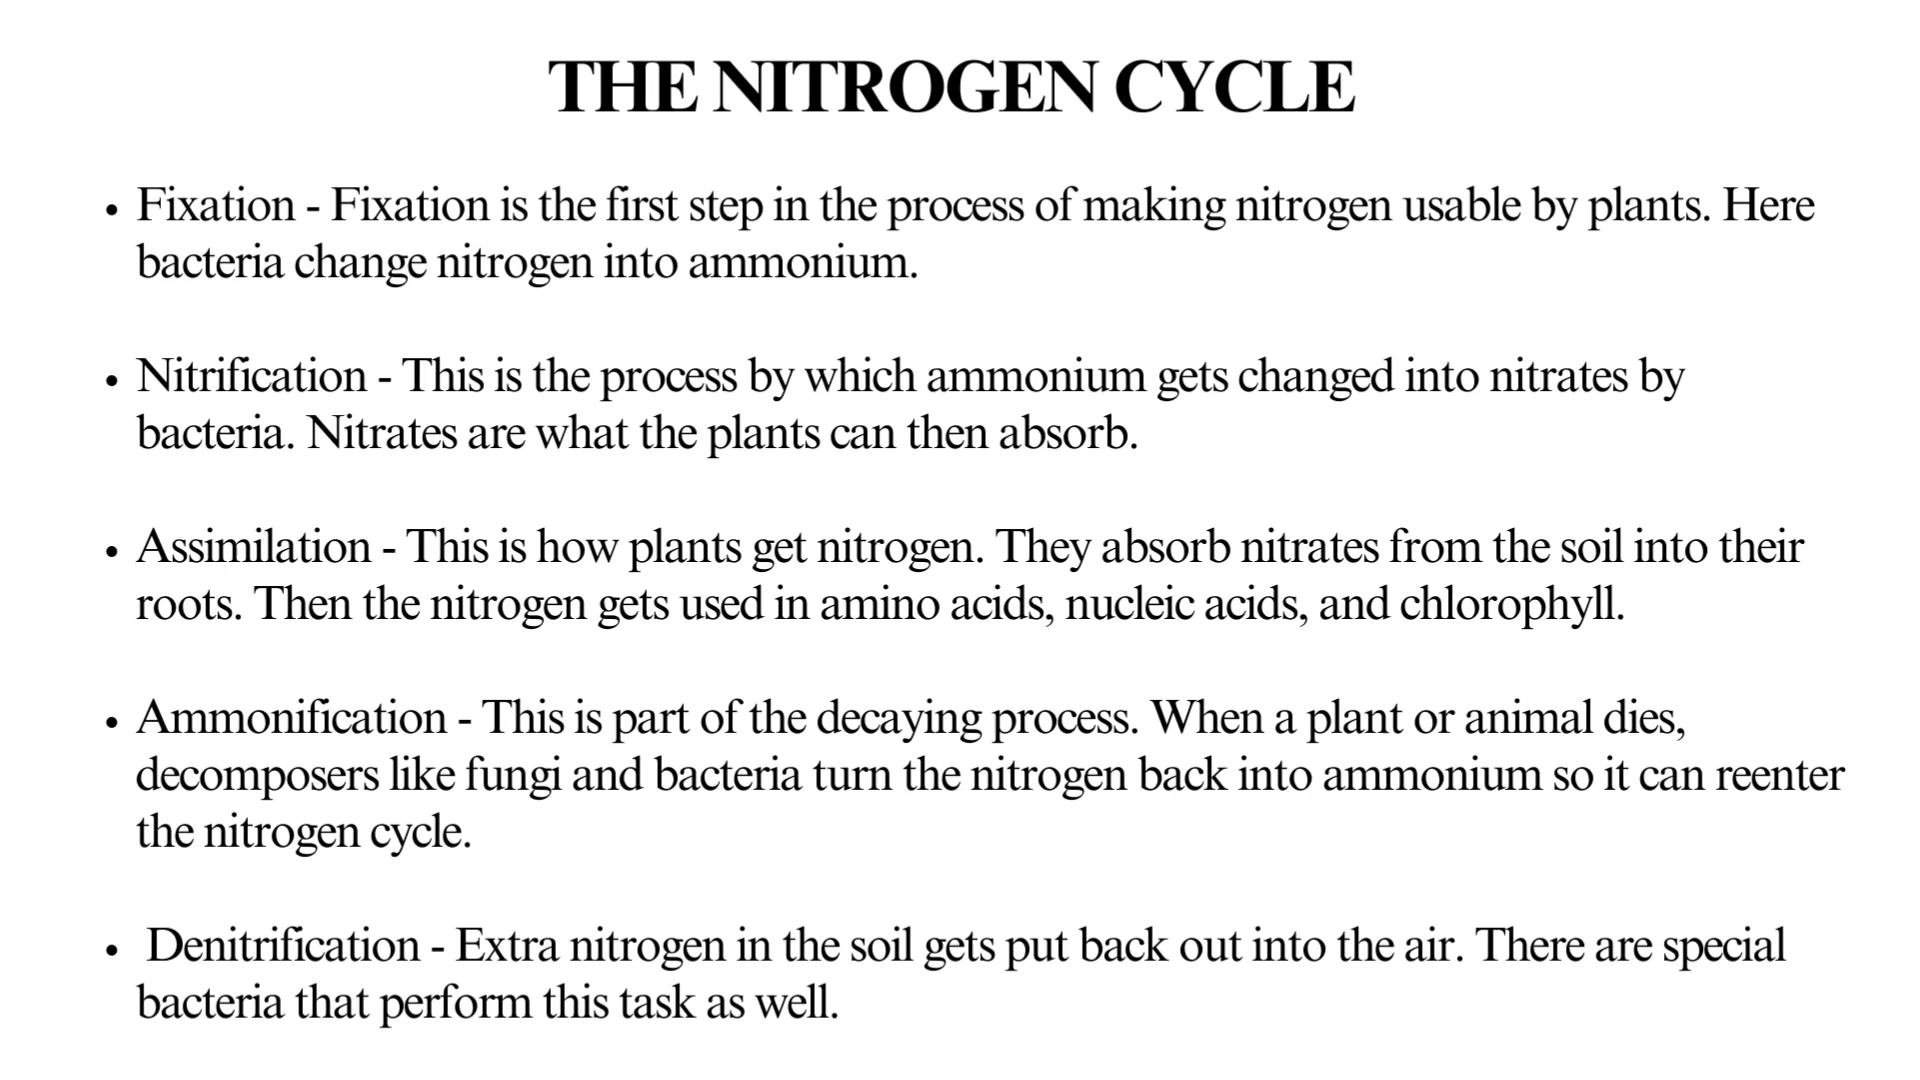 THE NITROGEN CYCLE
• Fixation - Fixation is the first step in the process of making nitrogen usable by plants. Here
bacteria change nitrogen into ammonium.
• Nitrification - This is the process by which ammonium gets changed into nitrates by
bacteria. Nitrates are what the plants can then absorb.
• Assimilation - This is how plants get nitrogen. They absorb nitrates from the soil into their
roots. Then the nitrogen gets used in amino acids, nucleic acids, and chlorophyll.
• Ammonification - This is part of the decaying process. When a plant or animal dies,
decomposers like fungi and bacteria turn the nitrogen back into ammonium so it can reenter
the nitrogen cycle.
• Denitrification - Extra nitrogen in the soil gets put back out into the air. There are special
bacteria that perform this task as well.